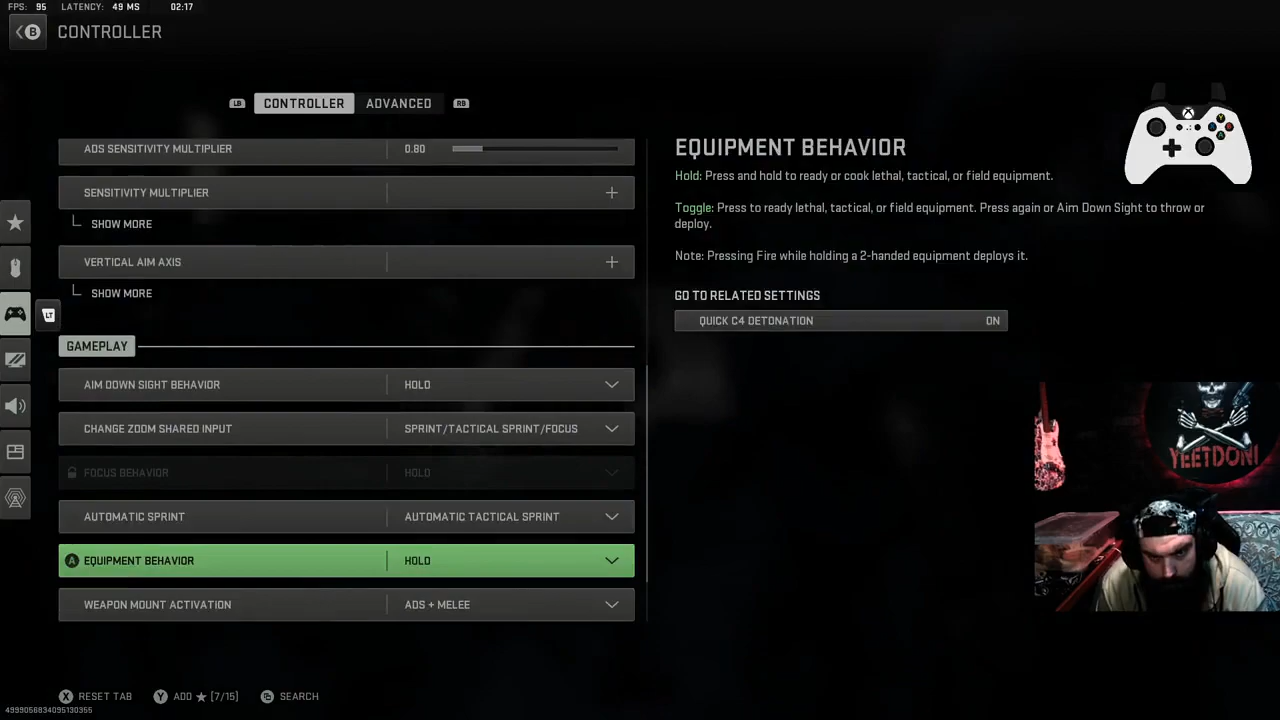 FPS: 95 LATENCY: 49 MS 02:17
B CONTROLLER
LB CONTROLLER ADVANCED RB
ADS SENSITIVITY MULTIPLIER 0.80
SENSITIVITY MULTIPLIER +
SHOW MORE
VERTICAL AIM AXIS +
SHOW MORE
LT
GAMEPLAY
AIM DOWN SIGHT BEHAVIOR HOLD
CHANGE ZOOM SHARED INPUT SPRINT/TACTICAL SPRINT/FOCUS
FOCUS BEHAVIOR HOLD
AUTOMATIC SPRINT AUTOMATIC TACTICAL SPRINT
A EQUIPMENT BEHAVIOR HOLD
WEAPON MOUNT ACTIVATION ADS + MELEE
EQUIPMENT BEHAVIOR
Hold: Press and hold to ready or cook lethal, tactical, or field equipment.
Toggle: Press to ready lethal, tactical, or field equipment. Press again or Aim Down Sight to throw or
deploy.
Note: Pressing Fire while holding a 2-handed equipment deploys it.
GO TO RELATED SETTINGS
QUICK C4 DETONATION ON
Y
X B
A
YEETDONI
X RESET TAB Y ADD ★ [7/15] SEARCH
4999056834095130355